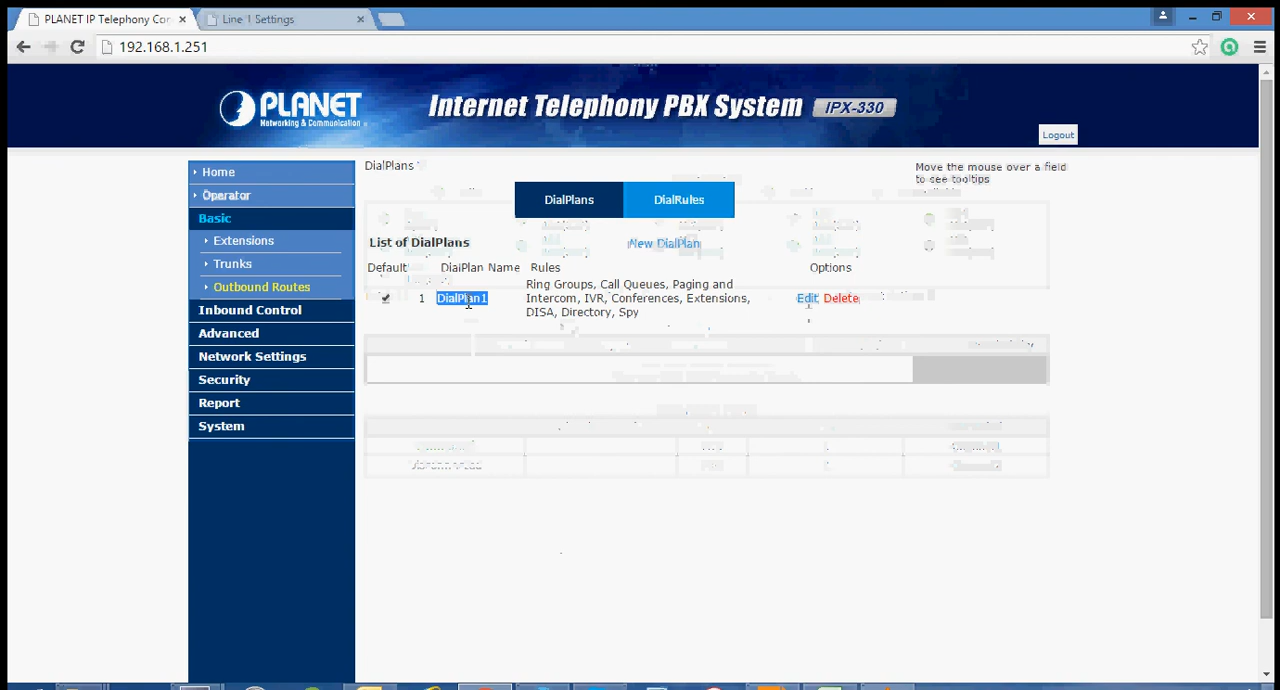 PLANET IP Telephony Cor
Line 1 Settings
192.168.1.251
PLANET
Networking & Communication
Internet Telephony PBX System IPX-330
Logout
Home
Operator
Basic
Extensions
Trunks
Outbound Routes
Inbound Control
Advanced
Network Settings
Security
Report
System
DialPlans
Move the mouse over a field
to see tooltips
DialPlans DialRules
List of DialPlans New DialPlan
Default DialPlan Name Rules Options
1 DialPlan1 Ring Groups, Call Queues, Paging and
Intercom, IVR, Conferences, Extensions,
DISA, Directory, Spy
Edit Delete